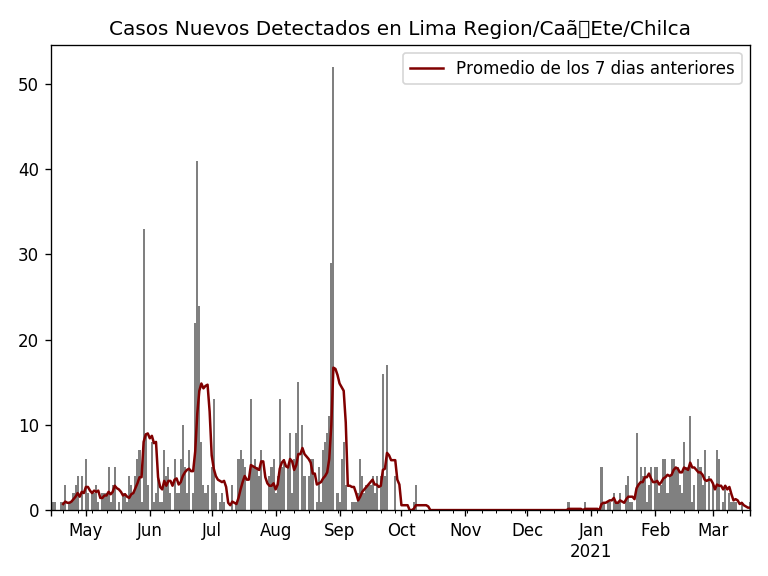 Casos Nuevos Detectados en Lima Region/Caã▯Ete/Chilca
Promedio de los 7 dias anteriores
50
40
30
20
10
0
May Jun Jul Aug Sep Oct Nov Dec Jan Feb Mar
2021